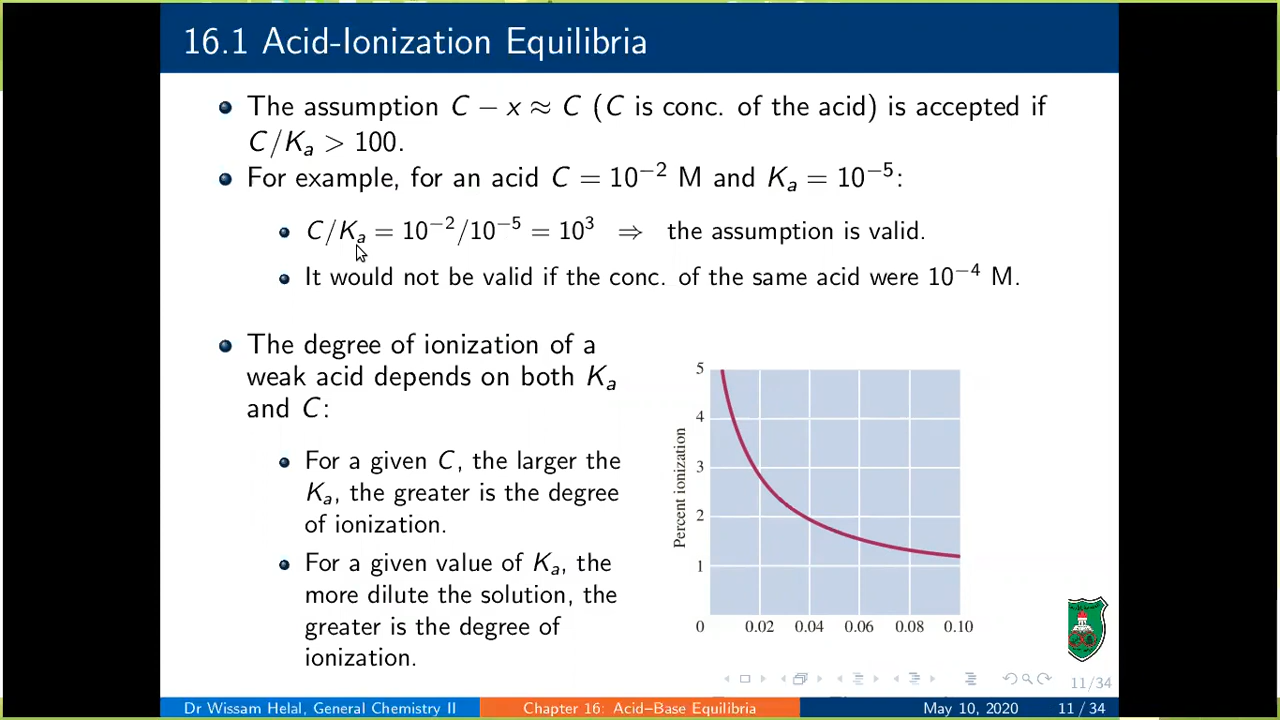 16.1 Acid-Ionization Equilibria
The assumption C − x ≈ C (C is conc. of the acid) is accepted if
C/Kₐ > 100.
For example, for an acid C = 10⁻² M and Kₐ = 10⁻⁵:
C/Kₐ = 10⁻²/10⁻⁵ = 10³ ⇒ the assumption is valid.
It would not be valid if the conc. of the same acid were 10⁻⁴ M.
The degree of ionization of a
weak acid depends on both Kₐ
and C:
For a given C, the larger the
Kₐ, the greater is the degree
of ionization.
For a given value of Kₐ, the
more dilute the solution, the
greater is the degree of
ionization.
Percent ionization
5
4
3
2
1
0 0.02 0.04 0.06 0.08 0.10
11/34
Dr Wissam Helal, General Chemistry II Chapter 16: Acid–Base Equilibria May 10, 2020 11 / 34